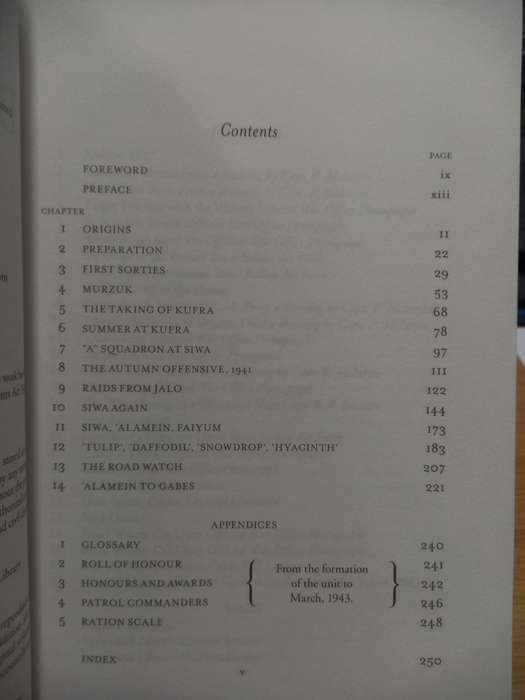 Contents
PAGE
FOREWORD ix
PREFACE xiii
CHAPTER
1 ORIGINS 11
2 PREPARATION 22
3 FIRST SORTIES 29
4 MURZUK 53
5 THE TAKING OF KUFRA 68
6 SUMMER AT KUFRA 78
7 "A" SQUADRON AT SIWA 97
8 THE AUTUMN OFFENSIVE, 1941 111
9 RAIDS FROM JALO 122
10 SIWA AGAIN 144
11 SIWA, 'ALAMEIN, FAIYUM 173
12 'TULIP', 'DAFFODIL', 'SNOWDROP', 'HYACINTH' 183
13 THE ROAD WATCH 207
14 'ALAMEIN TO GABES 221
APPENDICES
1 GLOSSARY 240
2 ROLL OF HONOUR 241
3 HONOURS AND AWARDS 242
4 PATROL COMMANDERS 246
From the formation
of the unit to
March, 1943.
5 RATION SCALE 248
INDEX 250
v